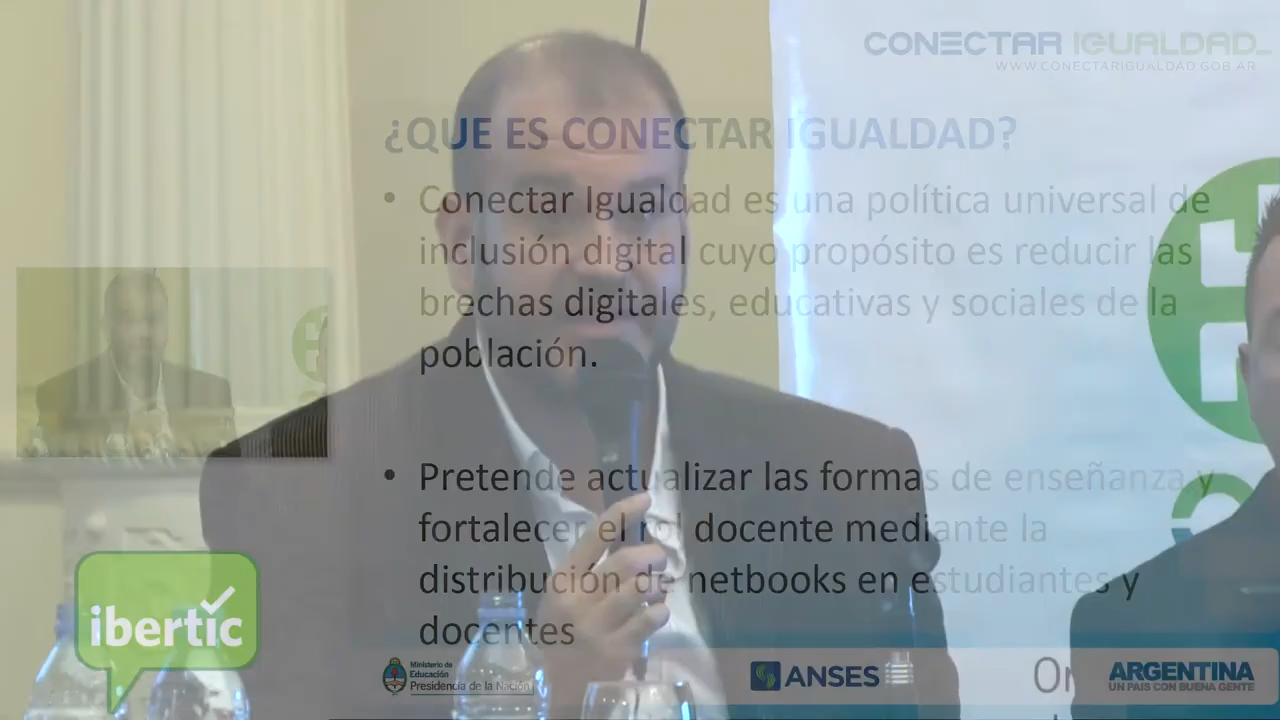 CONECTAR IGUALDAD_
WWW.CONECTARIGUALDAD.GOB.AR
¿QUE ES CONECTAR IGUALDAD?
• Conectar Igualdad es una política universal de
inclusión digital cuyo propósito es reducir las
brechas digitales, educativas y sociales de la
población.
• Pretende actualizar las formas de enseñanza y
fortalecer el rol docente mediante la
distribución de netbooks en estudiantes y
docentes
ibertic
Ministerio de
Educación
Presidencia de la Nación
ANSES
ARGENTINA
UN PAIS CON BUENA GENTE